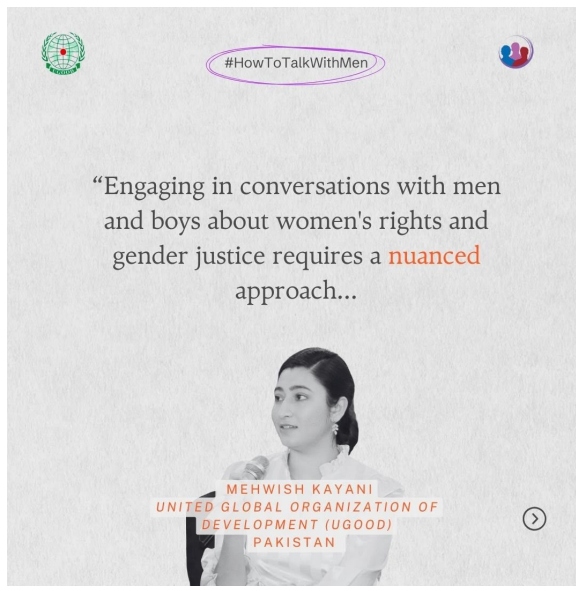 #HowToTalkWithMen
“Engaging in conversations with men
and boys about women's rights and
gender justice requires a nuanced
approach...
MEHWISH KAYANI
UNITED GLOBAL ORGANIZATION OF
DEVELOPMENT (UGOOD)
PAKISTAN